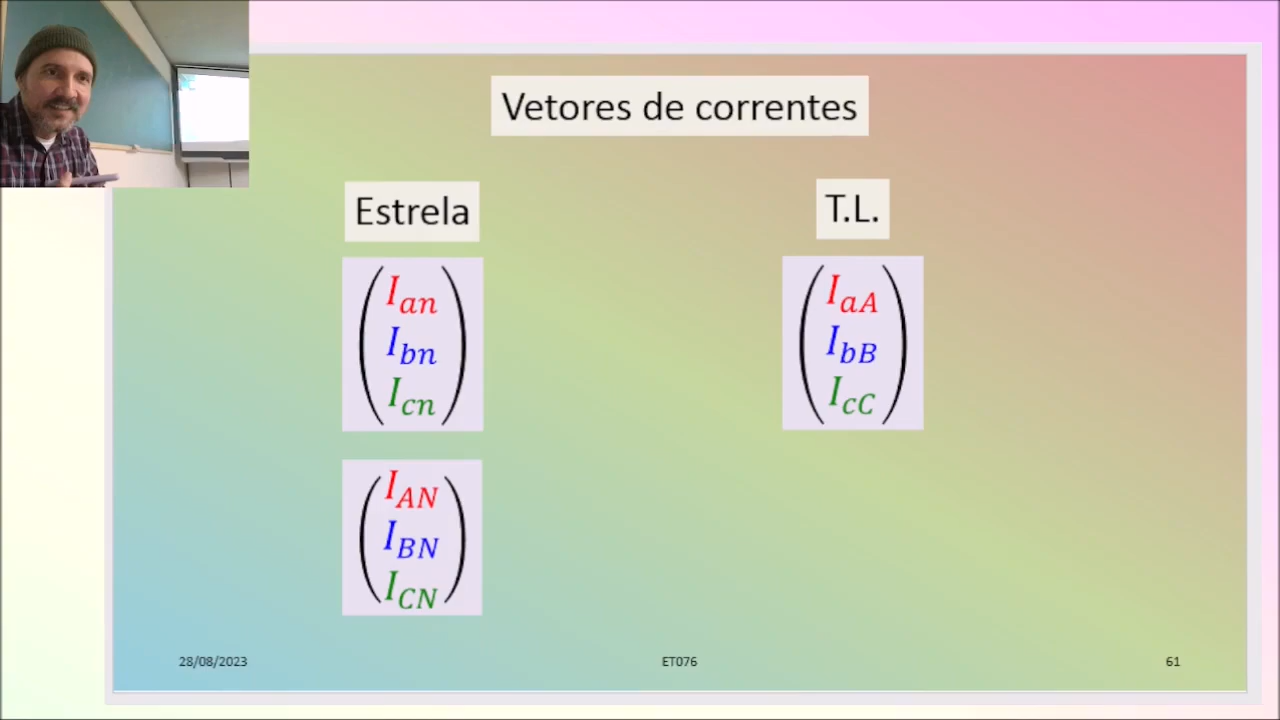 Vetores de correntes
Estrela
I_an
I_bn
I_cn
I_AN
I_BN
I_CN
T.L.
I_aA
I_bB
I_cC
28/08/2023
ET076
61